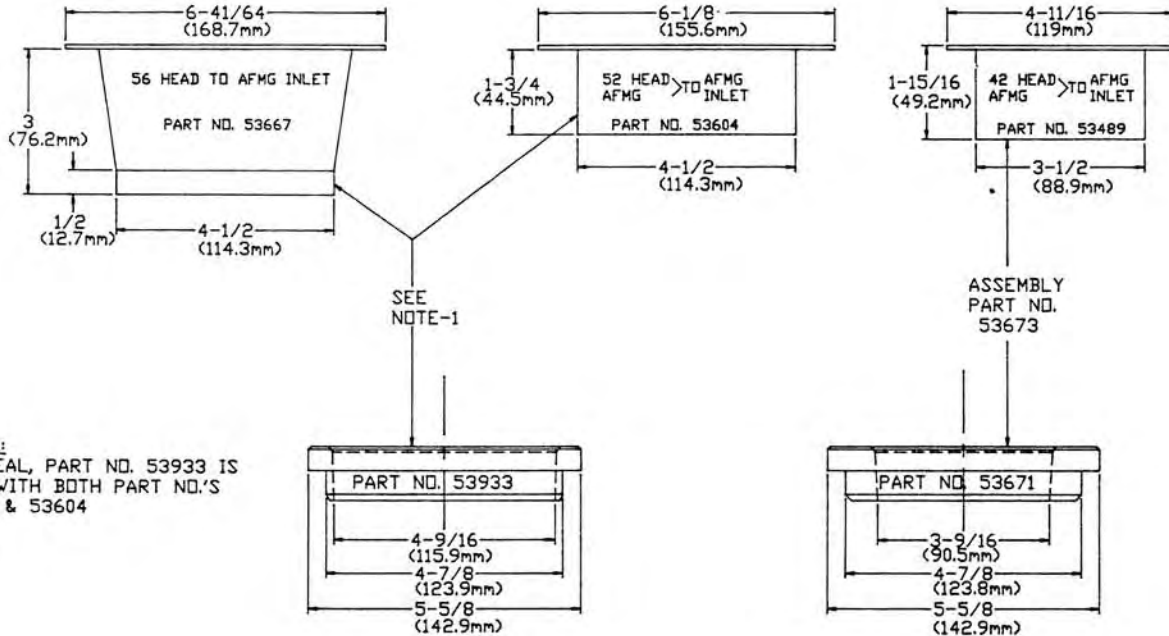 6-41/64
(168.7mm)
3
(76.2mm)
56 HEAD TO AFMG INLET
PART NO. 53667
1/2
(12.7mm)
4-1/2
(114.3mm)
6-1/8
(155.6mm)
1-3/4
(44.5mm)
52 HEAD > TO AFMG
AFMG INLET
PART NO. 53604
4-1/2
(114.3mm)
4-11/16
(119mm)
1-15/16
(49.2mm)
42 HEAD > TO AFMG
AFMG INLET
PART NO. 53489
3-1/2
(88.9mm)
SEE
NOTE-1
ASSEMBLY
PART NO.
53673
PART NO. 53933 IS
WITH BOTH PART NO.'S
& 53604
PART NO. 53933
4-9/16
(115.9mm)
4-7/8
(123.9mm)
5-5/8
(142.9mm)
PART NO. 53671
3-9/16
(90.5mm)
4-7/8
(123.8mm)
5-5/8
(142.9mm)